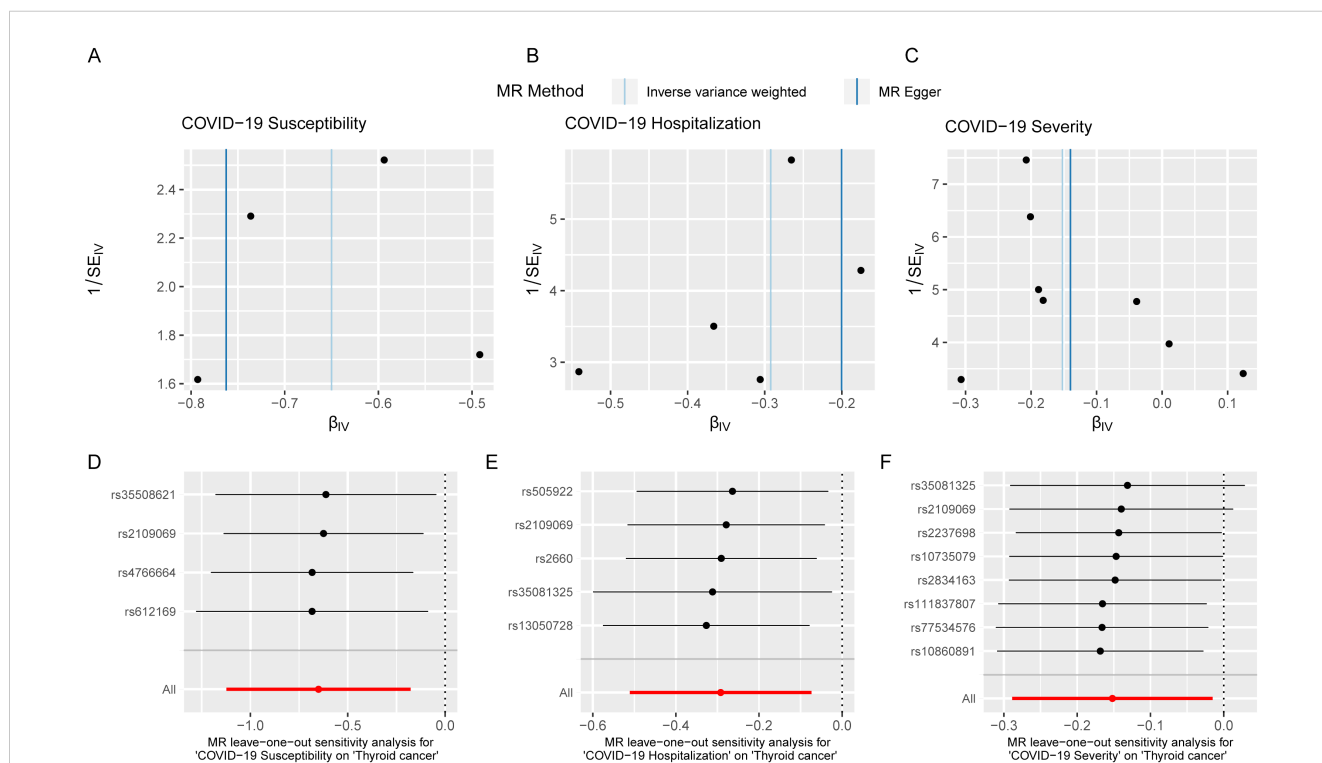 A
B
C
MR Method
Inverse variance weighted
MR Egger
COVID−19 Susceptibility
COVID−19 Hospitalization
COVID−19 Severity
2.4
2.2
2.0
1.8
1.6
1/SE_IV
−0.8
−0.7
−0.6
−0.5
β_IV
5
4
3
1/SE_IV
−0.5
−0.4
−0.3
−0.2
β_IV
7
6
5
4
1/SE_IV
−0.3
−0.2
−0.1
0.0
0.1
β_IV
D
rs35508621
rs2109069
rs4766664
rs612169
All
−1.0
−0.5
0.0
MR leave−one−out sensitivity analysis for
'COVID−19 Susceptibility on 'Thyroid cancer'
E
rs505922
rs2109069
rs2660
rs35081325
rs13050728
All
−0.6
−0.4
−0.2
0.0
MR leave−one−out sensitivity analysis for
'COVID−19 Hospitalization' on 'Thyroid cancer'
F
rs35081325
rs2109069
rs2237698
rs10735079
rs2834163
rs111837807
rs77534576
rs10860891
All
−0.3
−0.2
−0.1
0.0
MR leave−one−out sensitivity analysis for
'COVID−19 Severity' on 'Thyroid cancer'